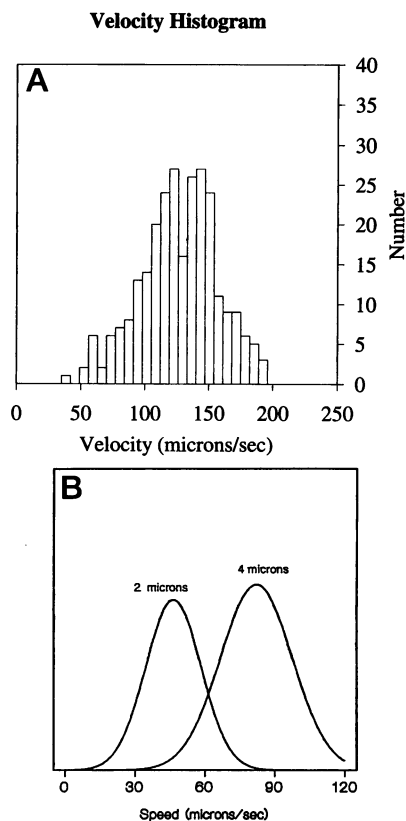 Velocity Histogram
A
40
35
30
25
20
15
10
5
0
Number
0 50 100 150 200 250
Velocity (microns/sec)
B
4 microns
2 microns
0 30 60 90 120
Speed (microns/sec)